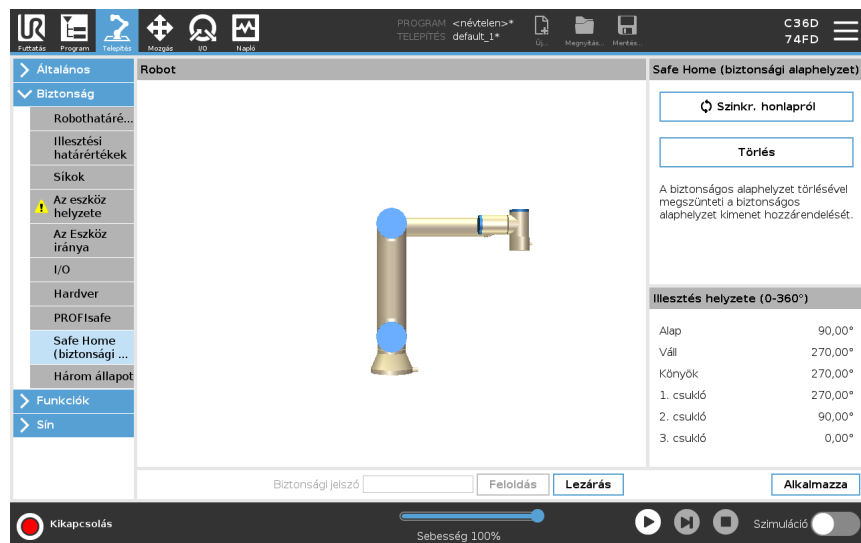 PROGRAM <névtelen>*
TELEPÍTÉS default_1*
C36D
74FD
Futtatás Program Telepítés Mozgás I/O Napló Új... Megnyitás... Mentés...
Általános
Biztonság
Robothatáré...
Illesztési
határértékek
Síkok
Az eszköz
helyzete
Az Eszköz
iránya
I/O
Hardver
PROFIsafe
Safe Home
(biztonsági ...
Három állapot
Funkciók
Sín
Robot
Safe Home (biztonsági alaphelyzet)
Szinkr. honlapról
Törlés
A biztonságos alaphelyzet törlésével
megszünteti a biztonságos
alaphelyzet kimenet hozzárendelését.
Illesztés helyzete (0-360°)
Alap 90,00°
Váll 270,00°
Könyök 270,00°
1. csukló 270,00°
2. csukló 90,00°
3. csukló 0,00°
Biztonsági jelszó Feloldás Lezárás Alkalmazza
Kikapcsolás
Sebesség 100%
Szimuláció